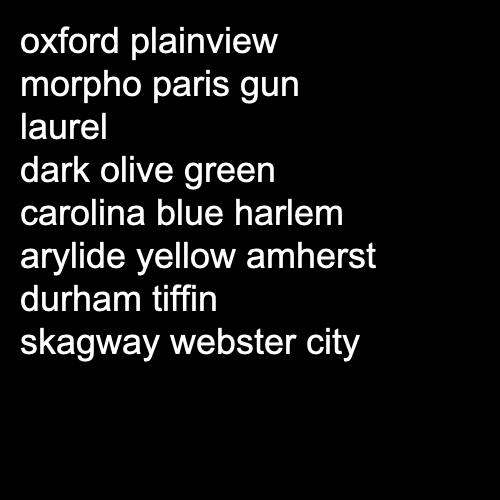 oxford plainview
morpho paris gun
laurel
dark olive green
carolina blue harlem
arylide yellow amherst
durham tiffin
skagway webster city